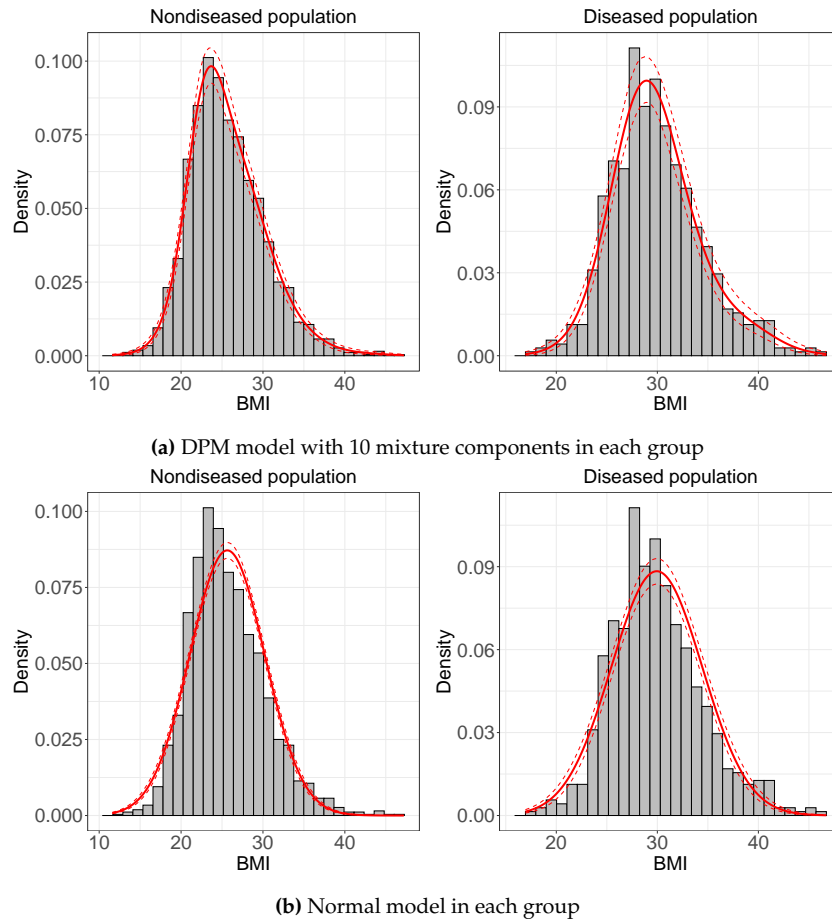 Nondiseased population
Diseased population
0.100
0.075
0.050
0.025
0.000
Density
10 20 30 40
BMI
0.09
0.06
0.03
0.00
Density
20 30 40
BMI
(a) DPM model with 10 mixture components in each group
Nondiseased population
Diseased population
0.100
0.075
0.050
0.025
0.000
Density
10 20 30 40
BMI
0.09
0.06
0.03
0.00
Density
20 30 40
BMI
(b) Normal model in each group